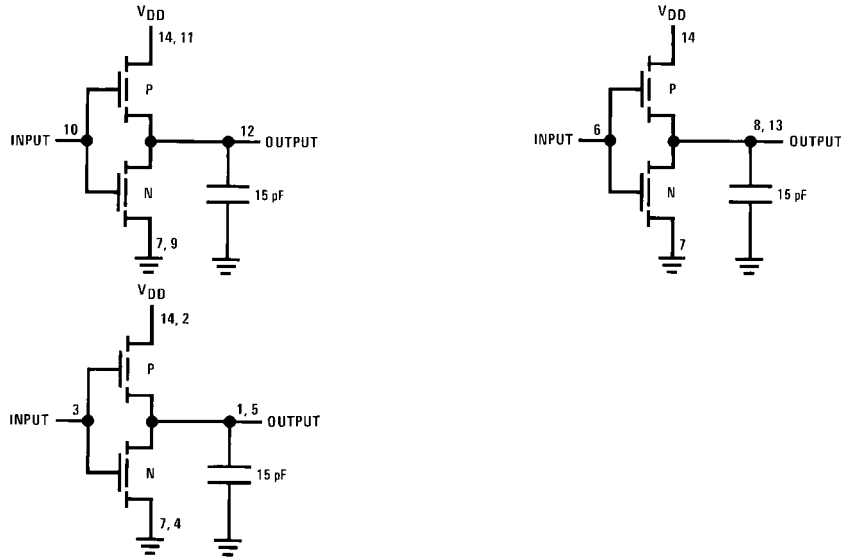 VDD
14, 11
P
10
INPUT
12
OUTPUT
N
15 pF
7, 9
VDD
14
P
6
INPUT
8, 13
OUTPUT
N
15 pF
7
VDD
14, 2
P
3
INPUT
1, 5
OUTPUT
N
15 pF
7, 4